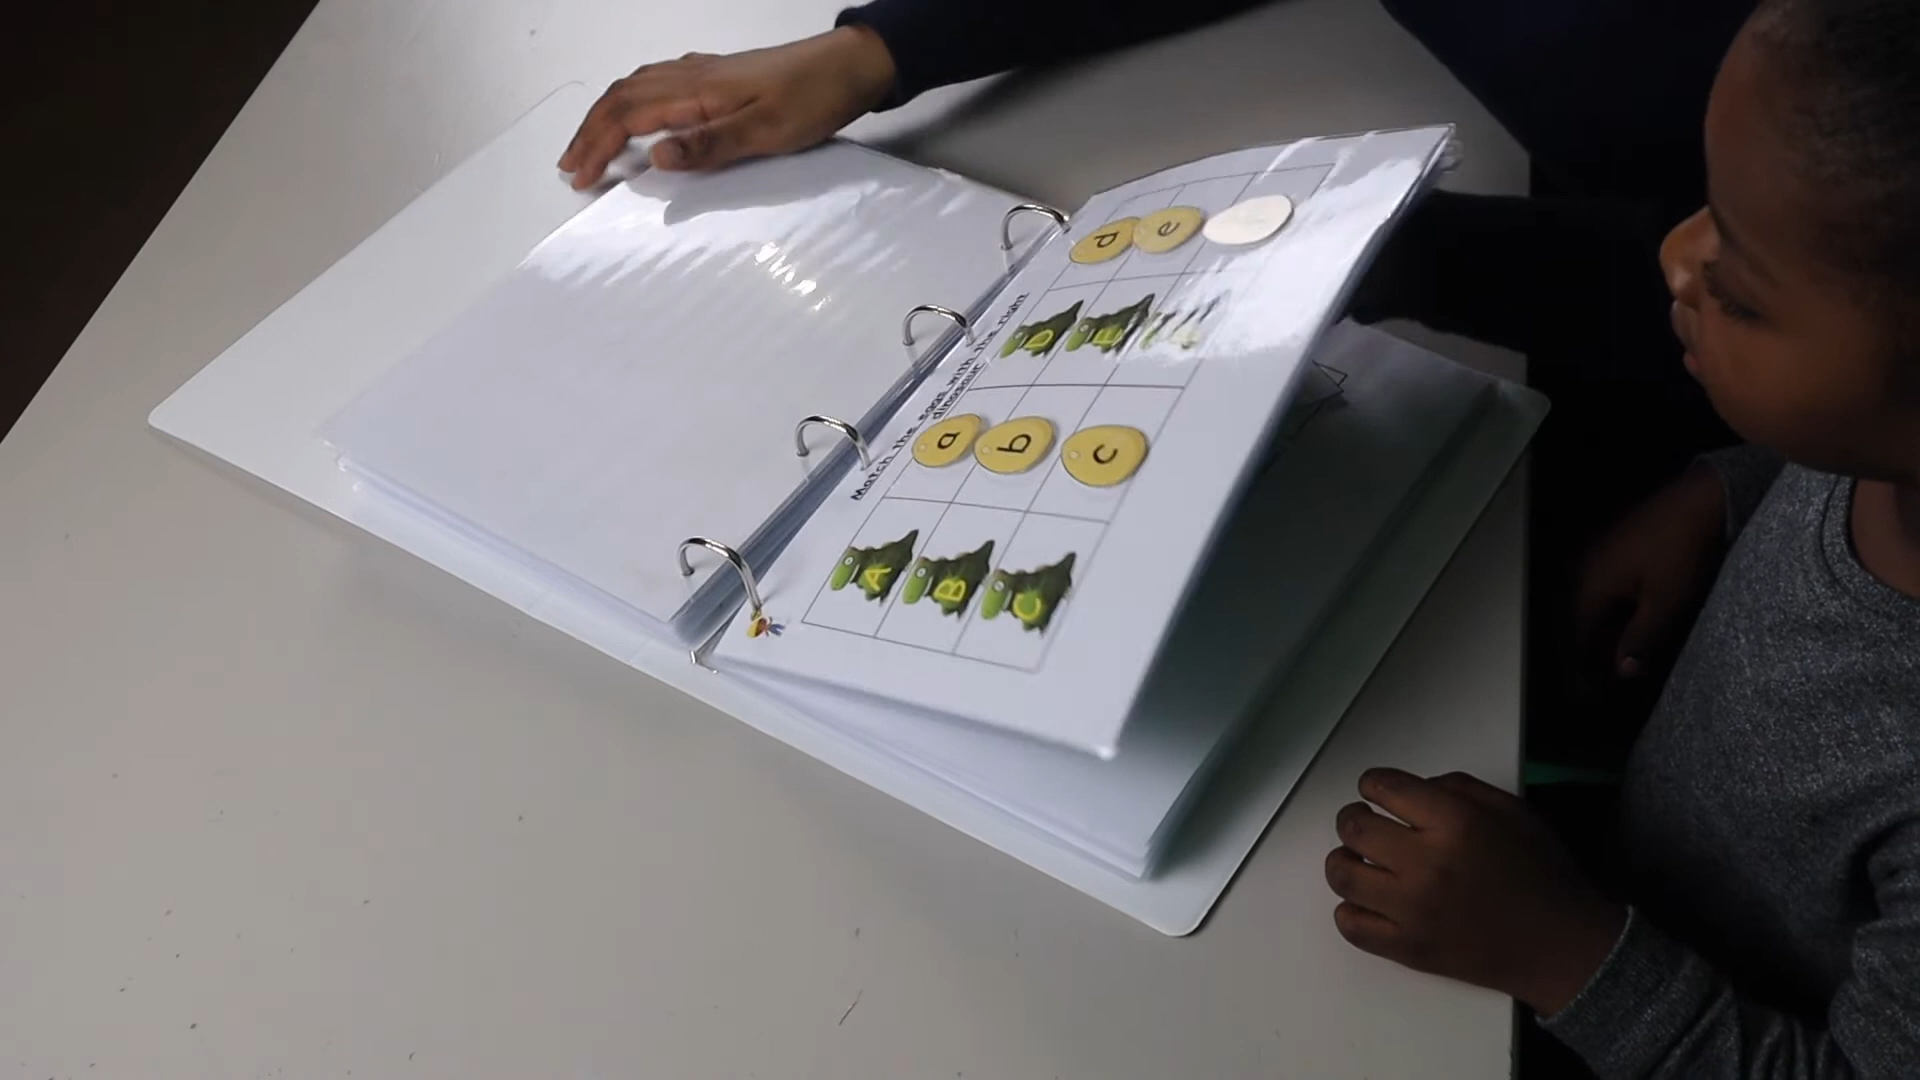 Match the eggs with the right
dinosaur
A a D d
B b E e
C c